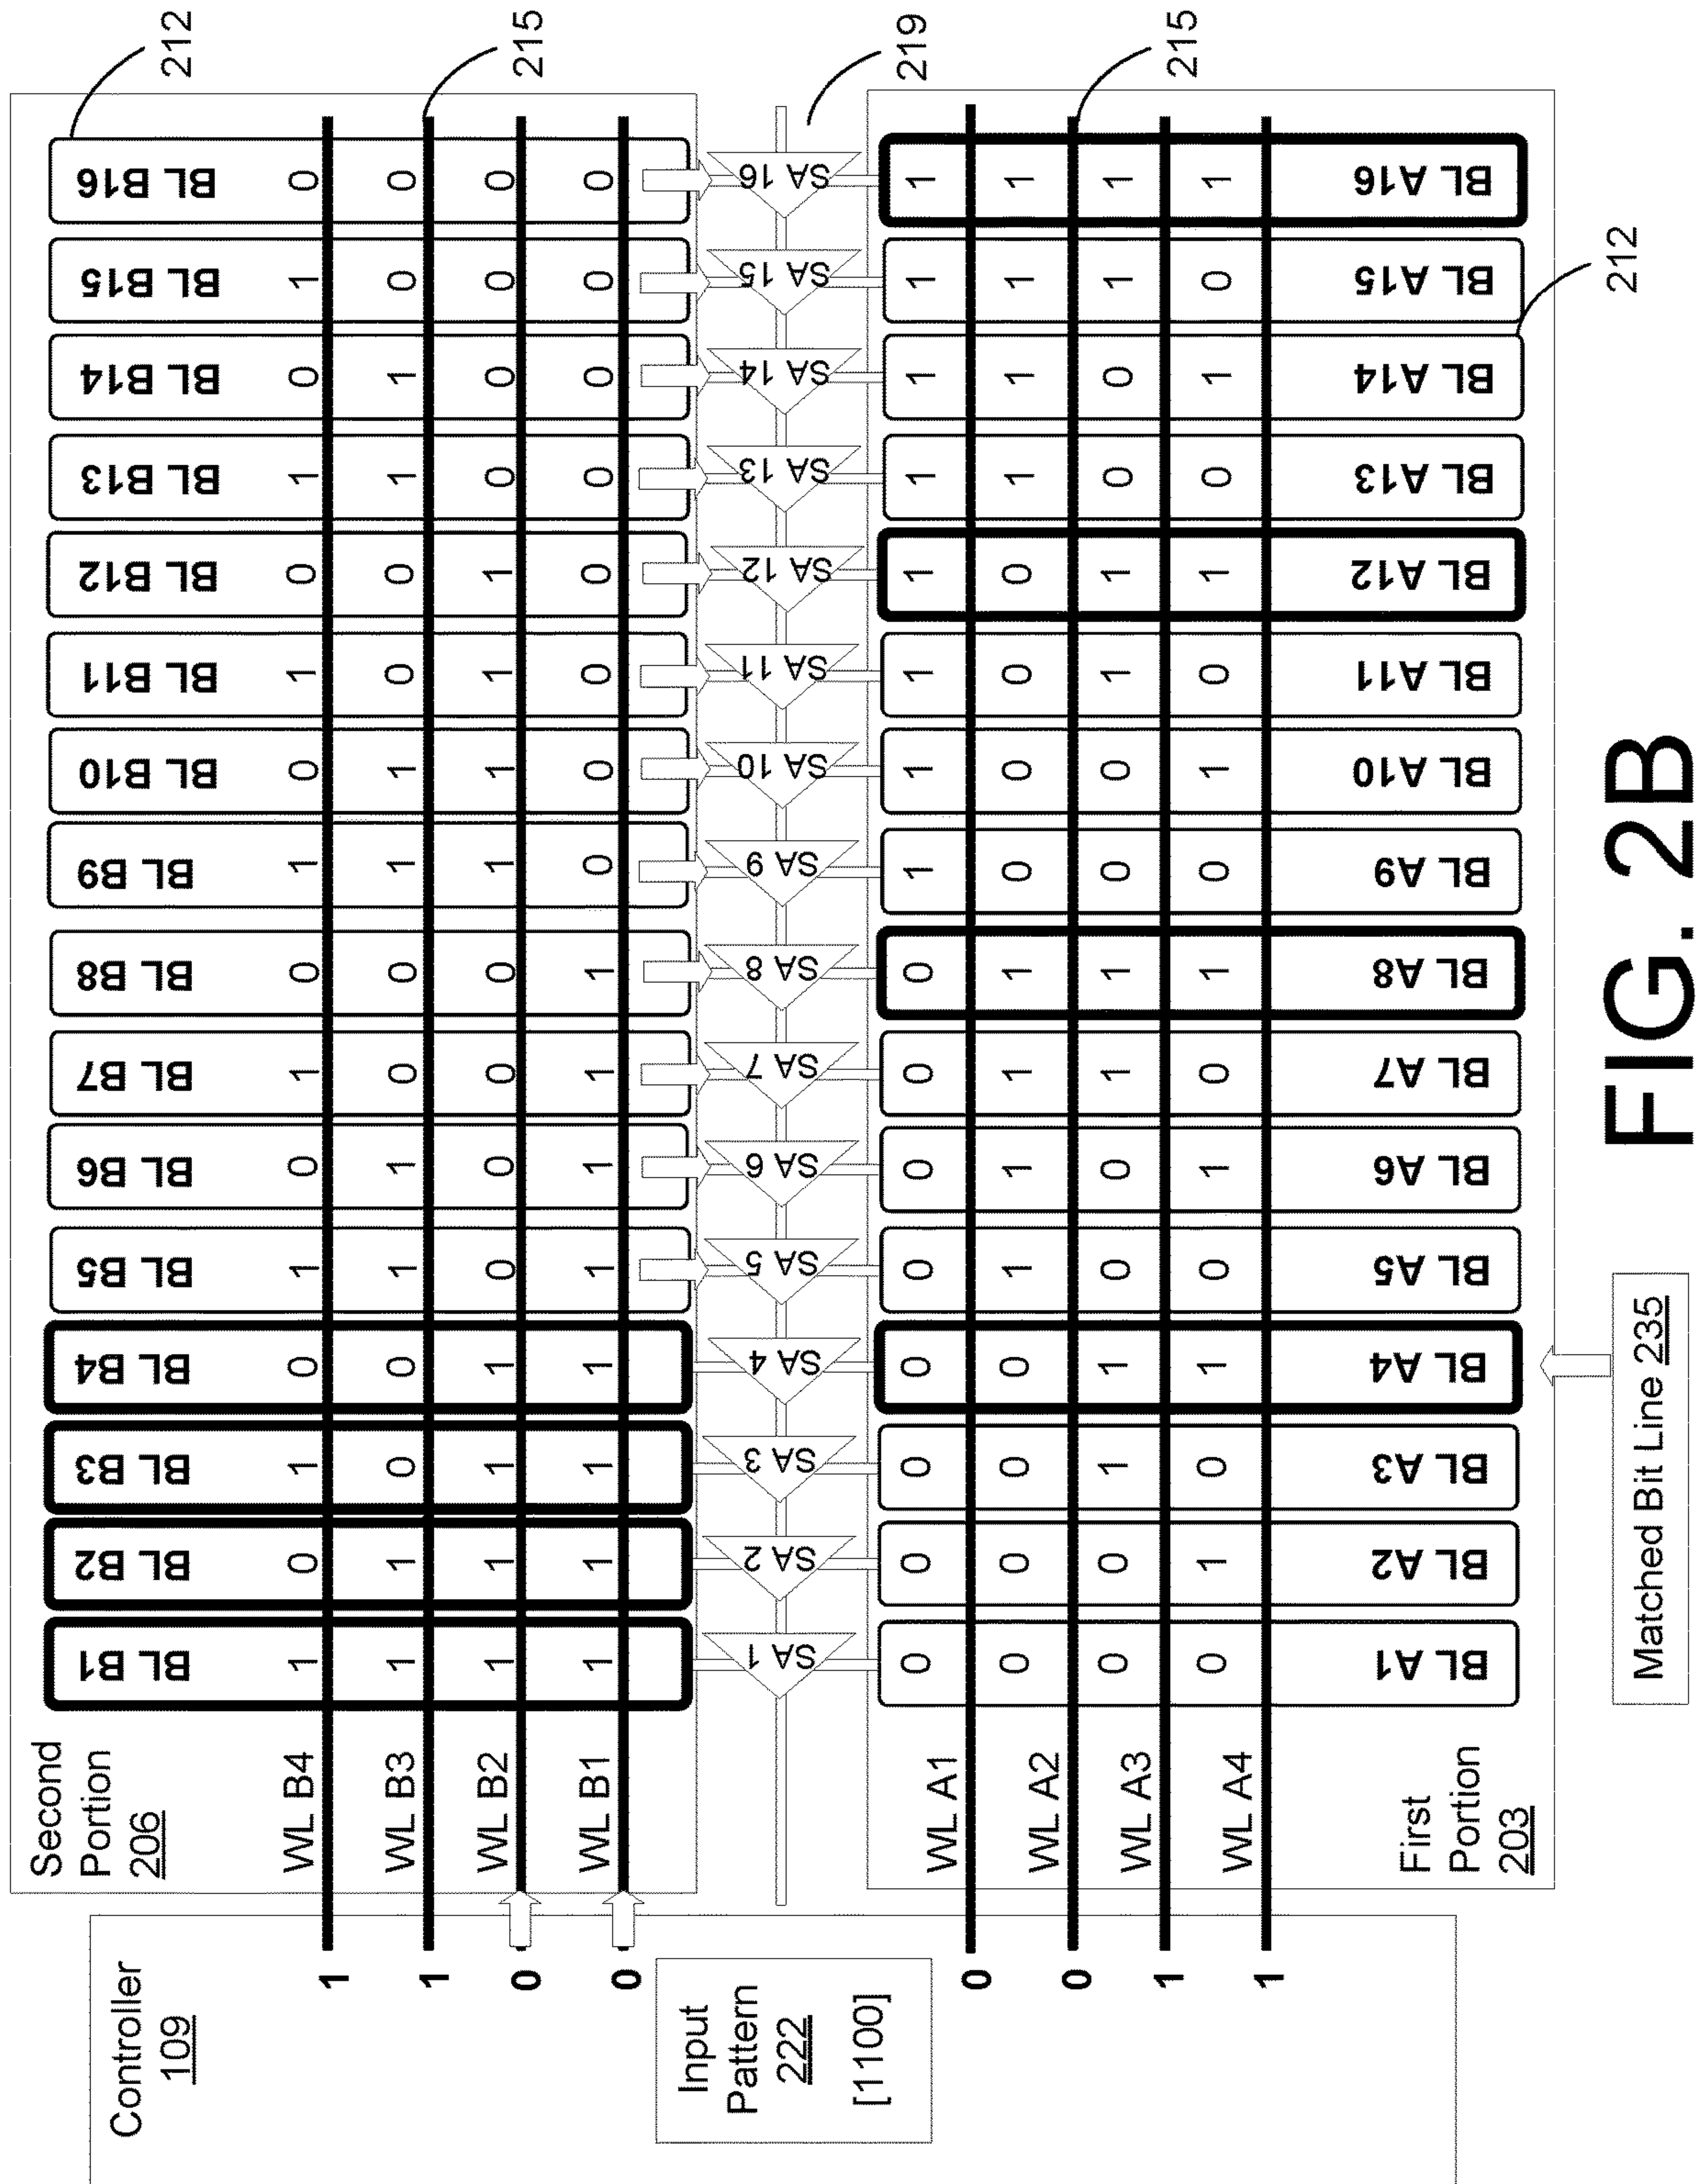 Controller
109
Second
Portion
206
BL B1 BL B2 BL B3 BL B4 BL B5 BL B6 BL B7 BL B8 BL B9 BL B10 BL B11 BL B12 BL B13 BL B14 BL B15 BL B16
212
1 WL B4 1 0 1 0 1 0 1 0 1 0 1 0 1 0 1 0
1 WL B3 1 1 0 0 1 1 0 0 1 1 0 0 1 1 0 0
215
0 WL B2 1 1 1 1 0 0 0 0 1 1 1 1 0 0 0 0
0 WL B1 1 1 1 1 1 1 1 1 0 0 0 0 0 0 0 0
Input
Pattern
222
[1100]
SA 1 SA 2 SA 3 SA 4 SA 5 SA 6 SA 7 SA 8 SA 9 SA 10 SA 11 SA 12 SA 13 SA 14 SA 15 SA 16
219
0 WL A1 0 0 0 0 0 0 0 0 1 1 1 1 1 1 1 1
0 WL A2 0 0 0 0 1 1 1 1 0 0 0 0 1 1 1 1
215
1 WL A3 0 0 1 1 0 0 1 1 0 0 1 1 0 0 1 1
1 WL A4 0 1 0 1 0 1 0 1 0 1 0 1 0 1 0 1
First
Portion
203
BL A1 BL A2 BL A3 BL A4 BL A5 BL A6 BL A7 BL A8 BL A9 BL A10 BL A11 BL A12 BL A13 BL A14 BL A15 BL A16
212
Matched Bit Line 235
FIG. 2B